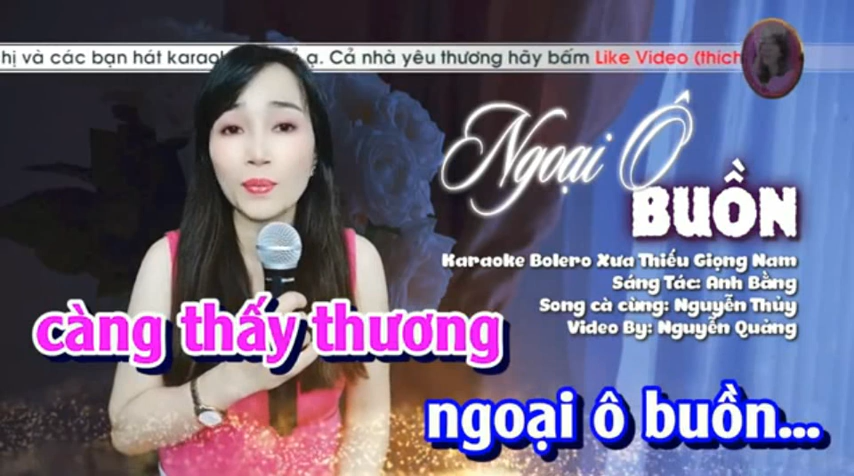 hị và các bạn hát karao ạ. Cả nhà yêu thương hãy bấm Like Video (thích
Ngoại Ô
BUỒN
Karaoke Bolero Xưa Thiếu Giọng Nam
Sáng Tác: Anh Bằng
Song cà cùng: Nguyễn Thủy
Video By: Nguyễn Quảng
càng thấy thương
ngoại ô buồn...